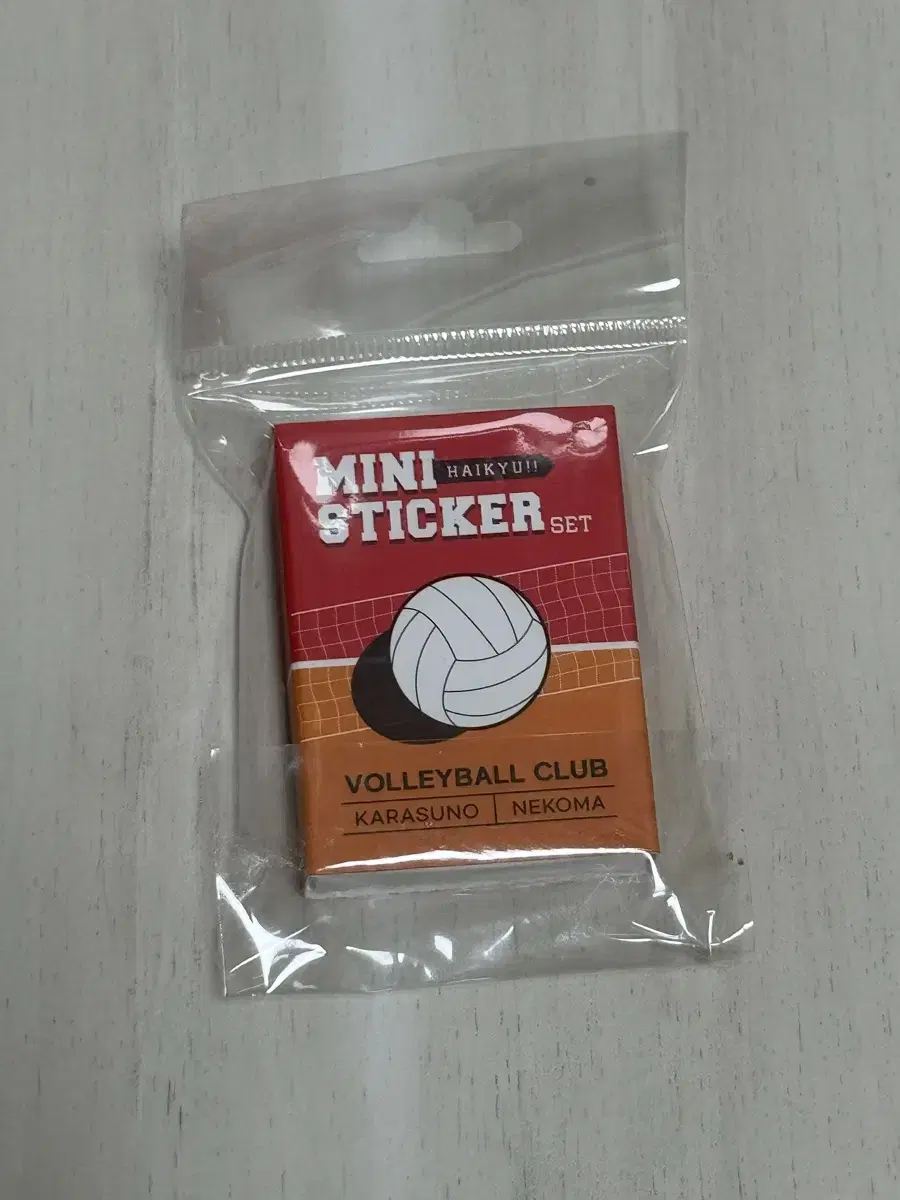 MINI HAIKYU!!
STICKER SET
VOLLEYBALL CLUB
KARASUNO | NEKOMA